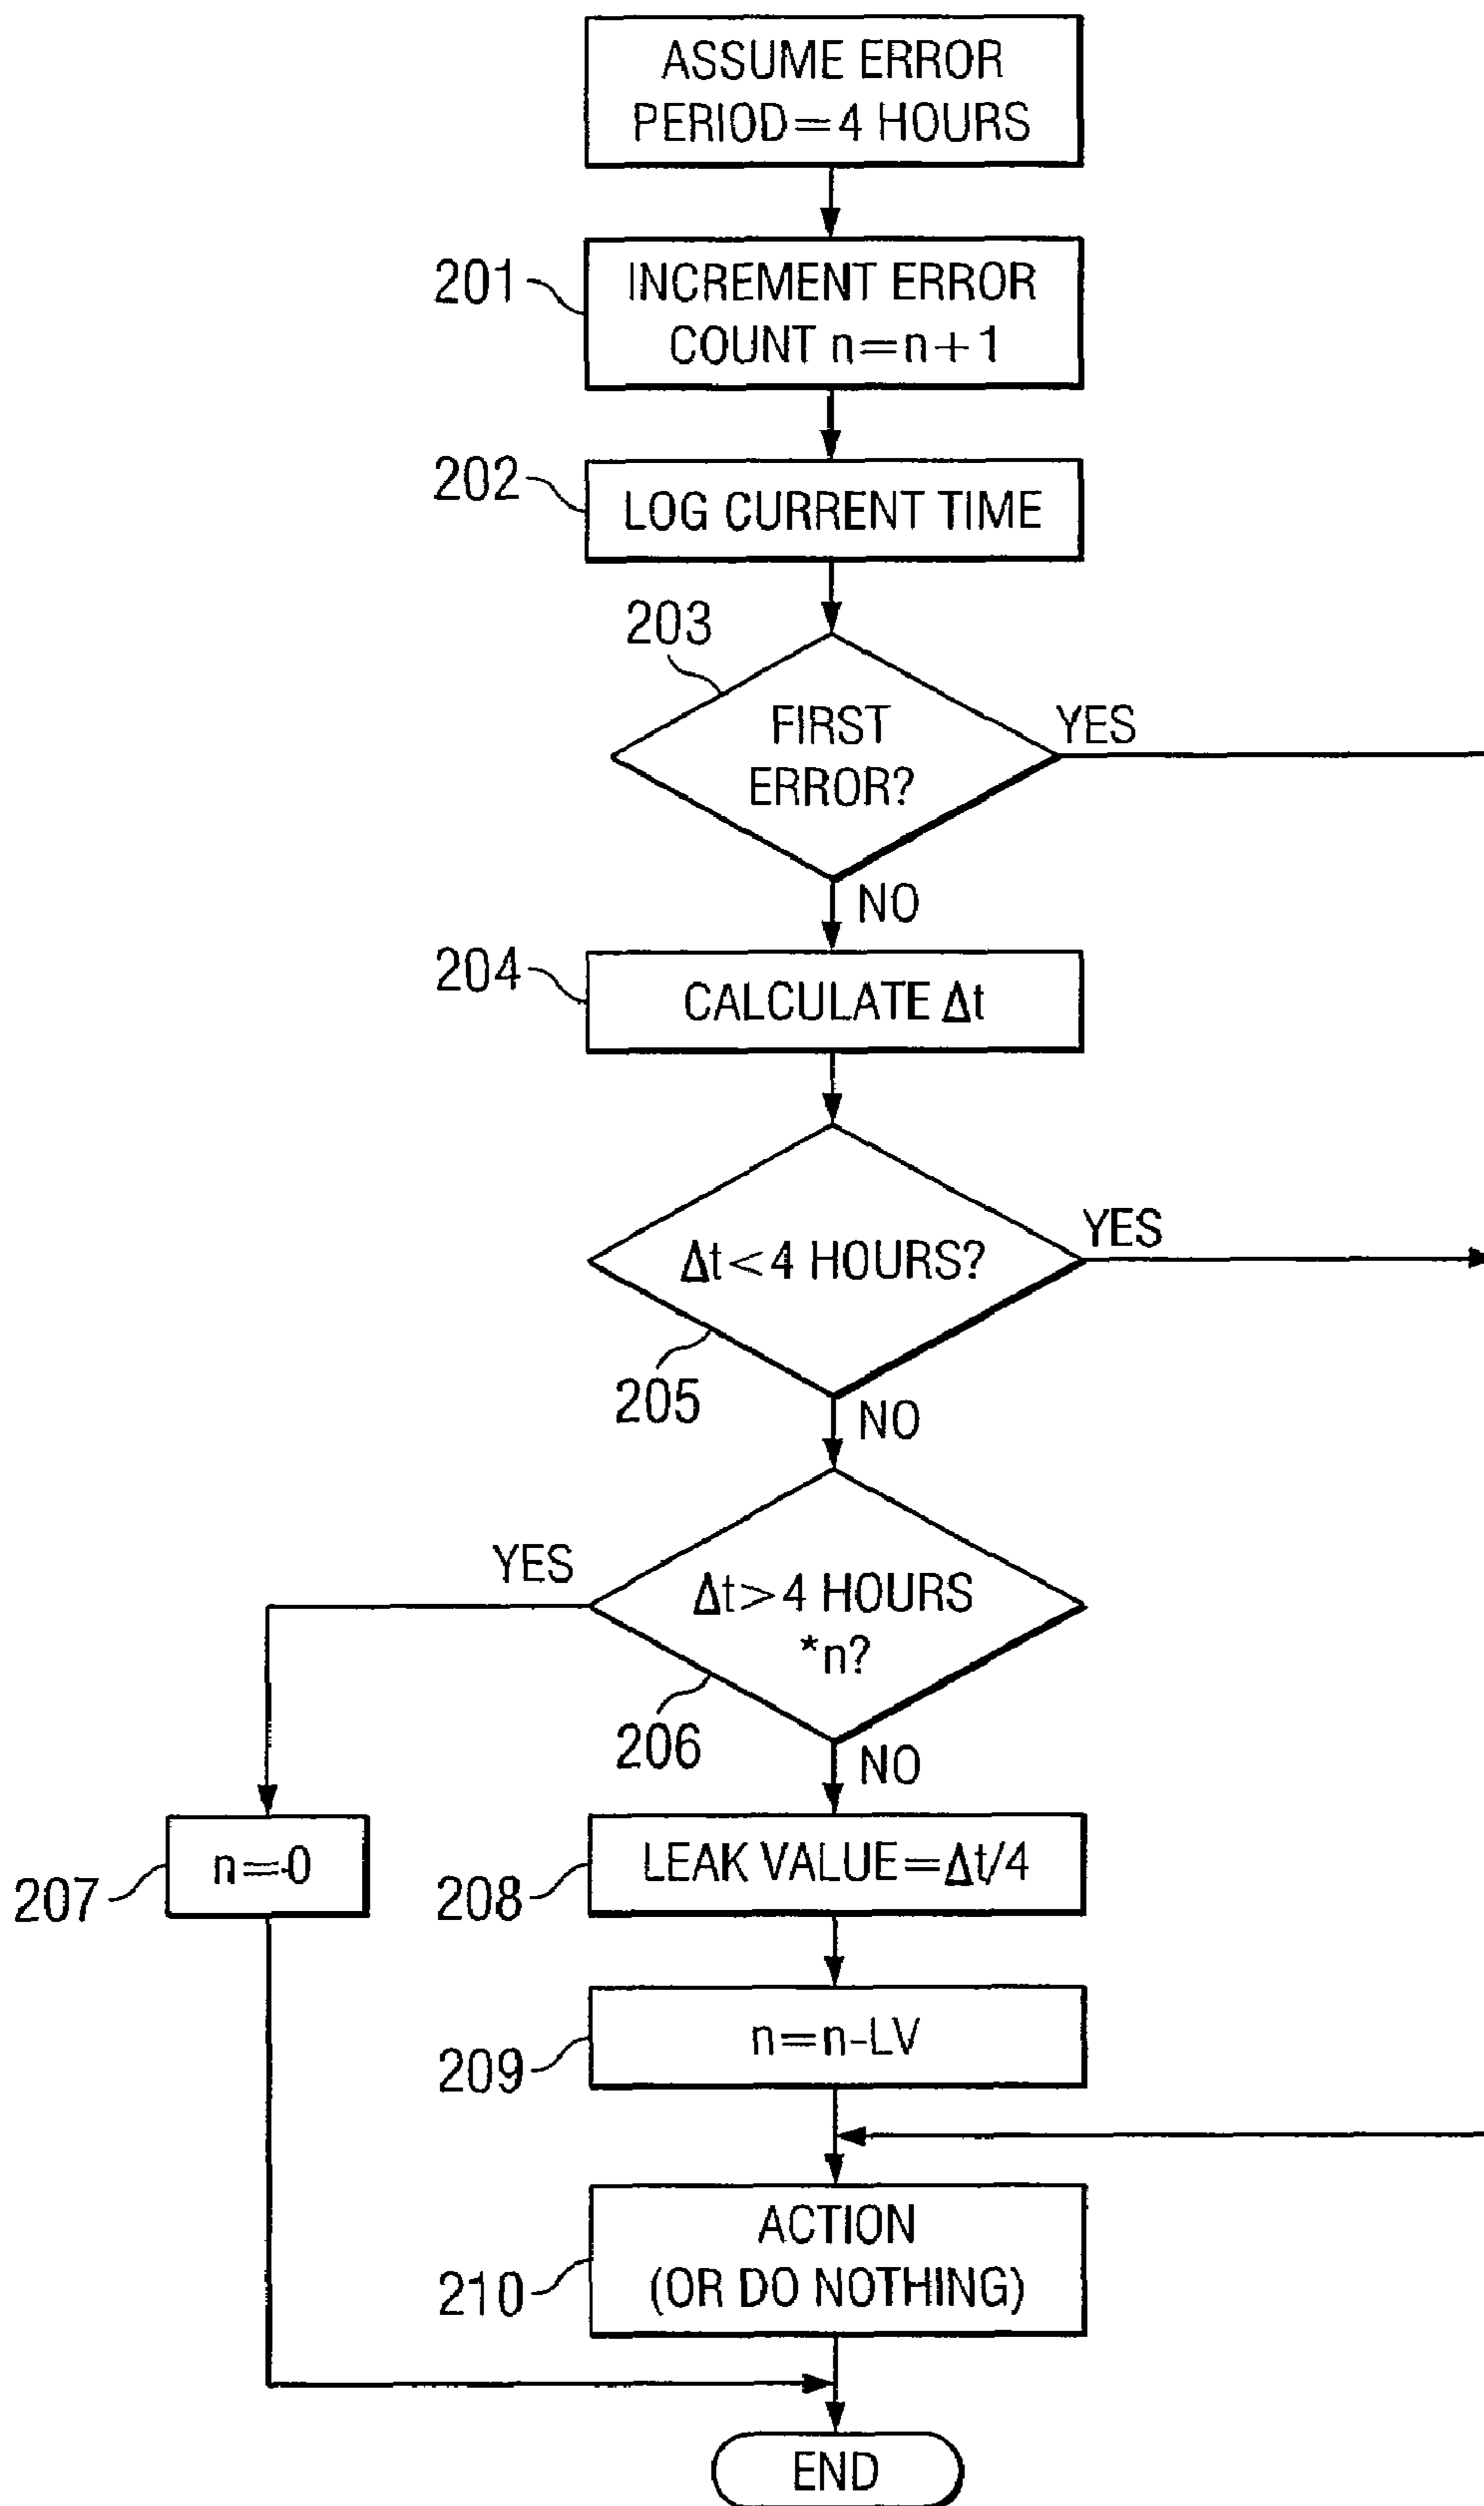 ASSUME ERROR
PERIOD=4 HOURS
201
INCREMENT ERROR
COUNT n=n+1
202
LOG CURRENT TIME
203
FIRST
ERROR?
YES
NO
204
CALCULATE Δt
Δt<4 HOURS?
YES
205
NO
YES
Δt>4 HOURS
*n?
206
NO
207
n=0
208
LEAK VALUE=Δt/4
209
n=n-LV
210
ACTION
(OR DO NOTHING)
END